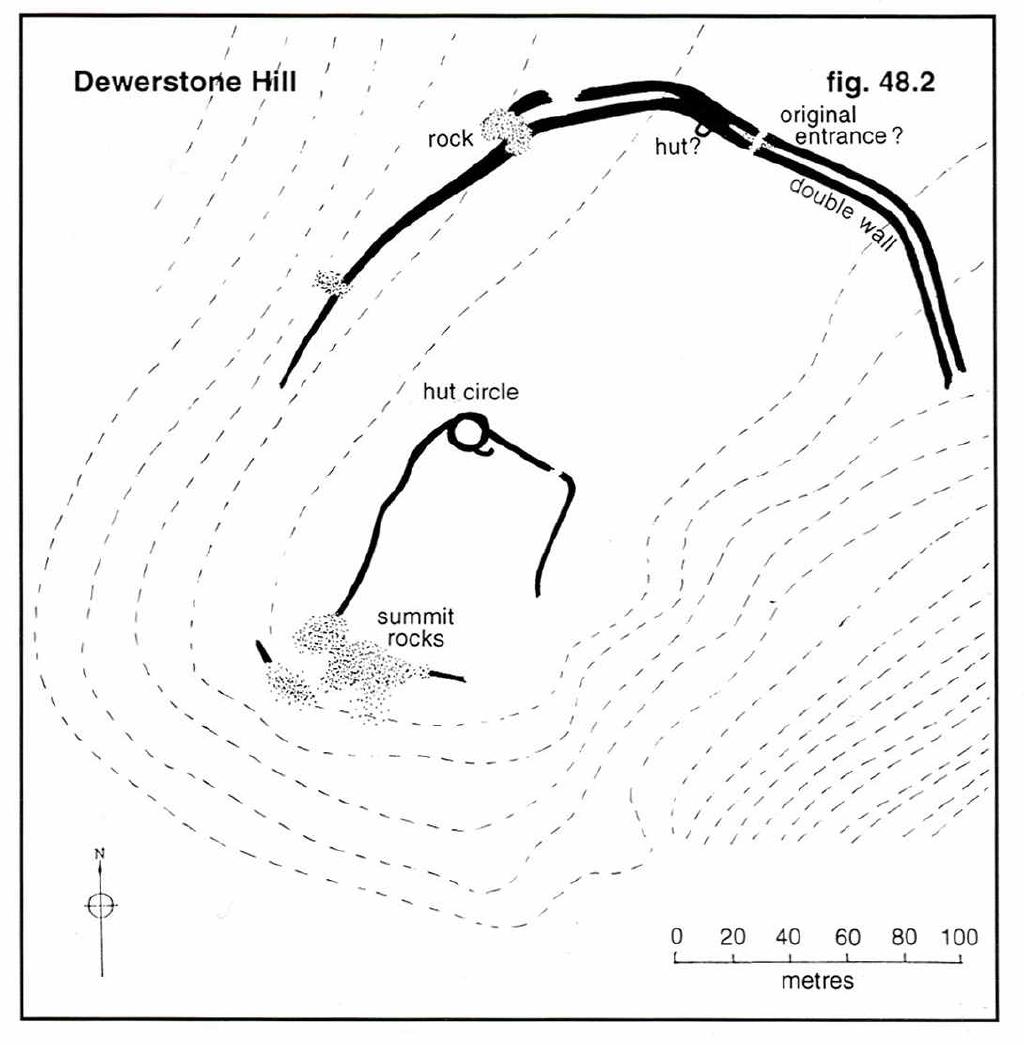 Dewerstone Hill
fig. 48.2
original
entrance ?
rock
hut?
double wall
hut circle
summit
rocks
N
0 20 40 60 80 100
metres